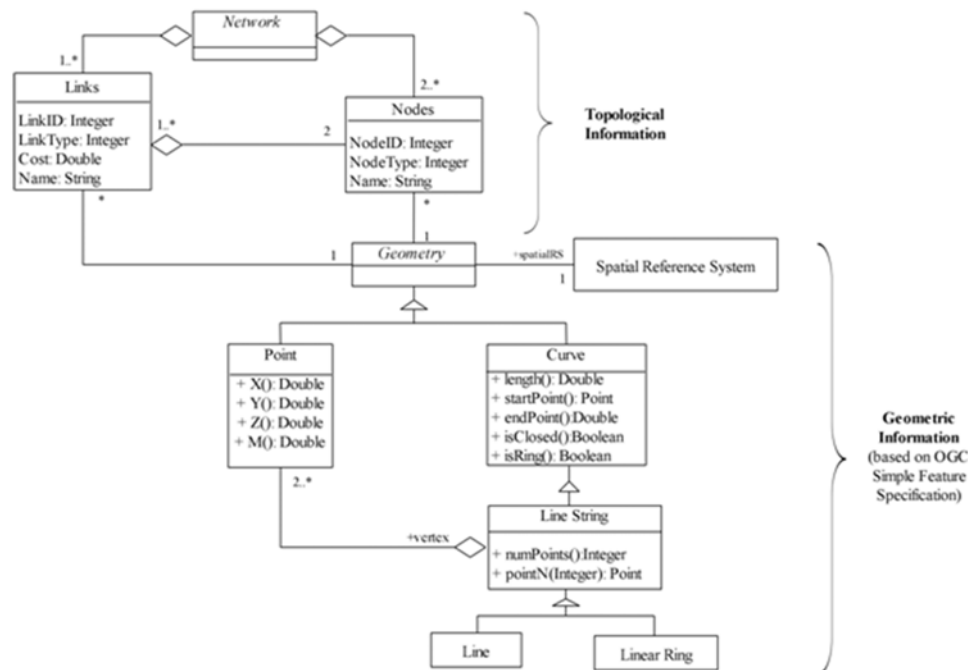 Network
1..*
2..*
Links
LinkID: Integer
LinkType: Integer
Cost: Double
Name: String
1..*
2
Nodes
NodeID: Integer
NodeType: Integer
Name: String
Topological
Information
*
*
1
1
Geometry
+spatialRS
1
Spatial Reference System
Point
+ X(): Double
+ Y(): Double
+ Z(): Double
+ M(): Double
Curve
+ length(): Double
+ startPoint(): Point
+ endPoint():Double
+ isClosed():Boolean
+ isRing(): Boolean
Geometric
Information
(based on OGC
Simple Feature
Specification)
2..*
+vertex
Line String
+ numPoints():Integer
+ pointN(Integer): Point
Line
Linear Ring